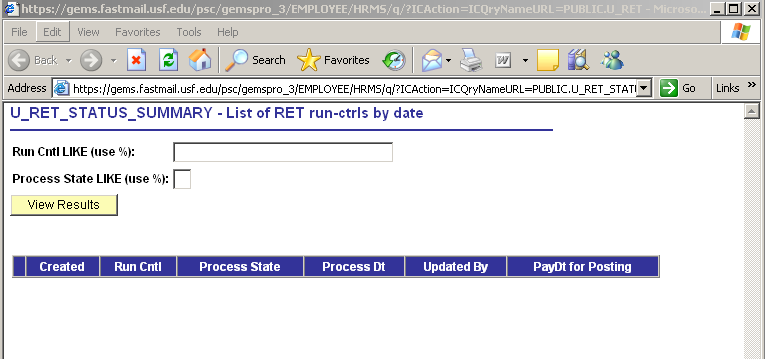 https://gems.fastmail.usf.edu/psc/gemspro_3/EMPLOYEE/HRMS/q/?ICAction=ICQryNameURL=PUBLIC.U_RET - Microso...
File Edit View Favorites Tools Help
Back Search Favorites
Address https://gems.fastmail.usf.edu/psc/gemspro_3/EMPLOYEE/HRMS/q/?ICAction=ICQryNameURL=PUBLIC.U_RET_STATU Go Links »
U_RET_STATUS_SUMMARY - List of RET run-ctrls by date
Run Cntl LIKE (use %):
Process State LIKE (use %):
View Results
Created Run Cntl Process State Process Dt Updated By PayDt for Posting